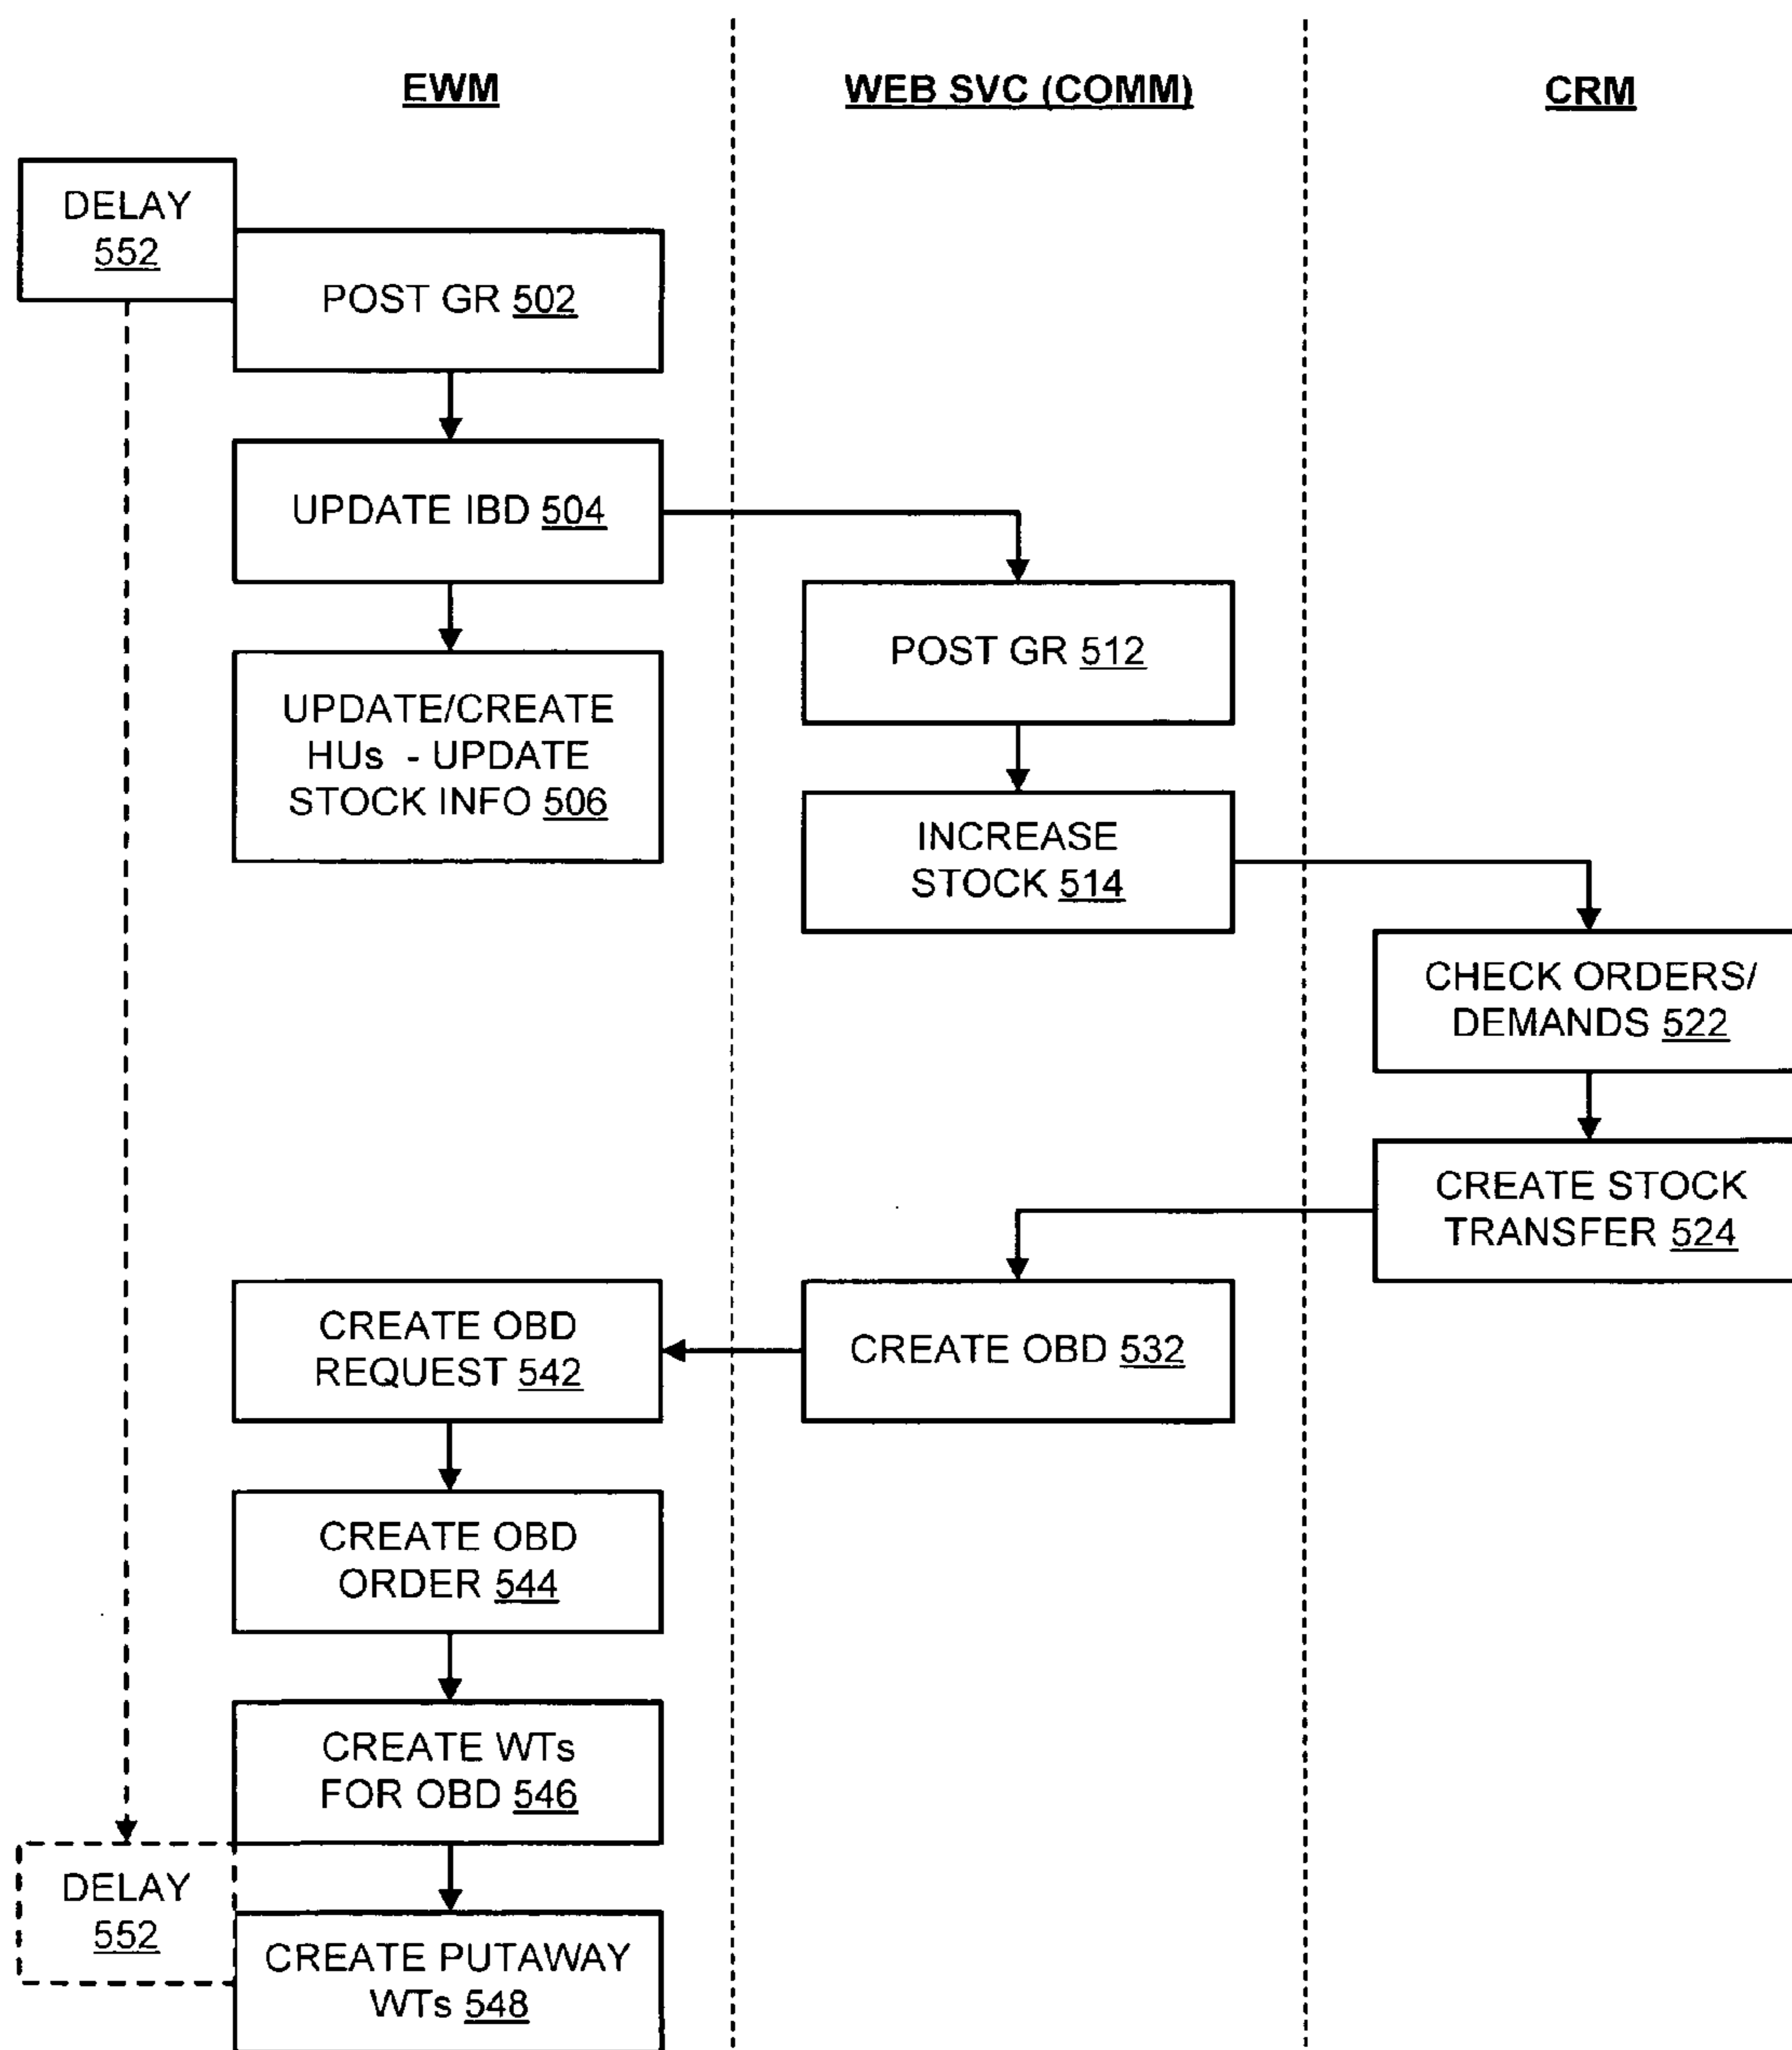 EWM
WEB SVC (COMM)
CRM
DELAY
552
POST GR 502
UPDATE IBD 504
POST GR 512
UPDATE/CREATE
HUs - UPDATE
STOCK INFO 506
INCREASE
STOCK 514
CHECK ORDERS/
DEMANDS 522
CREATE STOCK
TRANSFER 524
CREATE OBD
REQUEST 542
CREATE OBD 532
CREATE OBD
ORDER 544
CREATE WTs
FOR OBD 546
DELAY
552
CREATE PUTAWAY
WTs 548